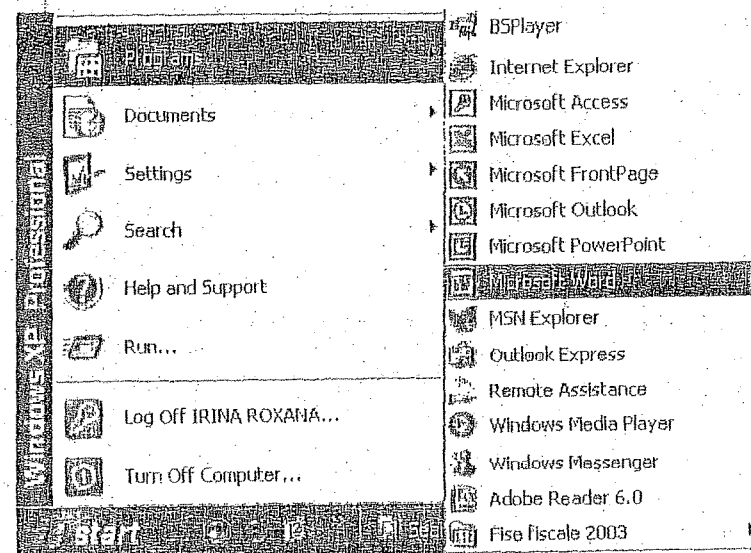 Programs
Documents
Settings
Search
Help and Support
Run...
Log Off IRINA ROXANA...
Turn Off Computer...
Windows XP Professional
start
BSPlayer
Internet Explorer
Microsoft Access
Microsoft Excel
Microsoft FrontPage
Microsoft Outlook
Microsoft PowerPoint
Microsoft Word
MSN Explorer
Outlook Express
Remote Assistance
Windows Media Player
Windows Messenger
Adobe Reader 6.0
Fise fiscale 2003